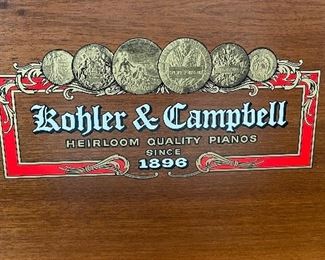 Kohler & Campbell
HEIRLOOM QUALITY PIANOS
SINCE
1896